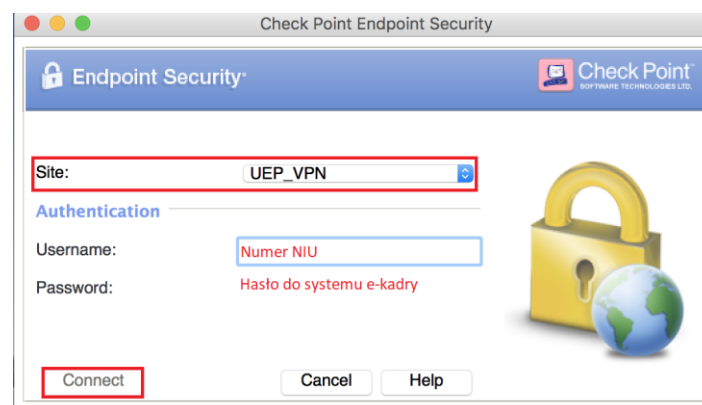 Check Point Endpoint Security
Endpoint Security
Check Point
SOFTWARE TECHNOLOGIES LTD.
Site: UEP_VPN
Authentication
Username: Numer NIU
Password: Hasło do systemu e-kadry
Connect Cancel Help